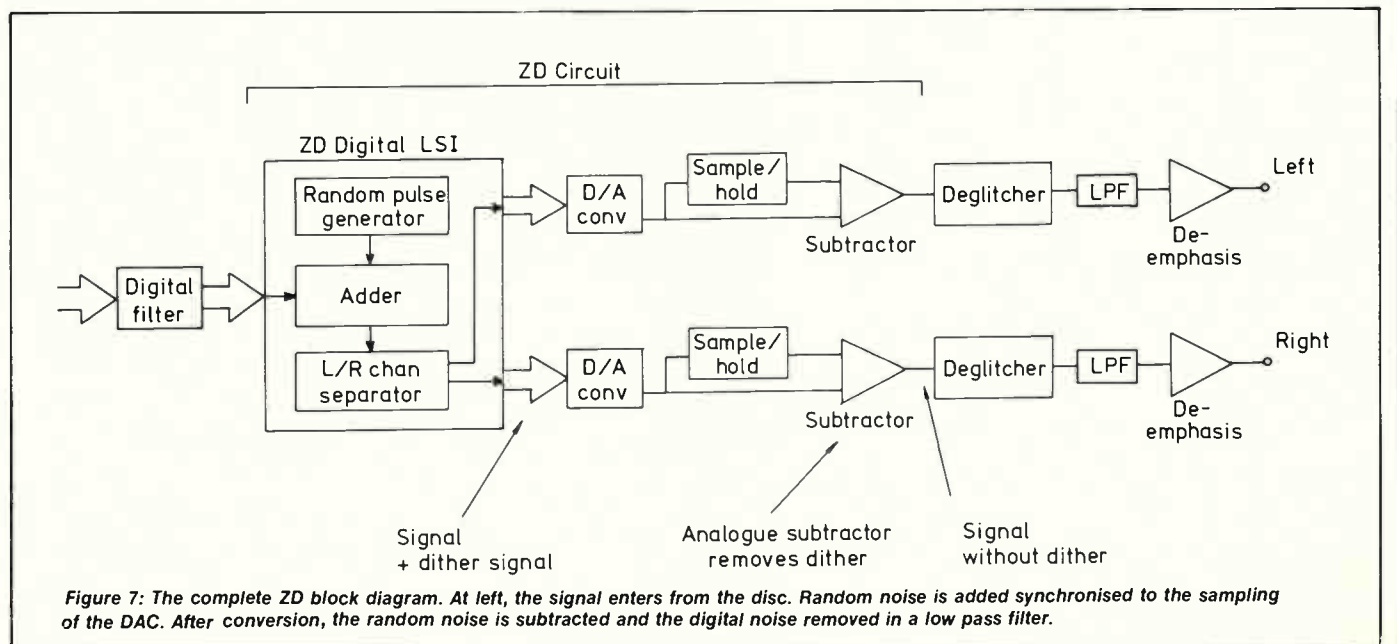 ZD Circuit
ZD Digital LSI
Random pulse
generator
Adder
L/R chan
separator
Digital
filter
D/A
conv
Sample/
hold
Subtractor
Deglitcher
LPF
De-
emphasis
Left
D/A
conv
Sample/
hold
Subtractor
Deglitcher
LPF
De-
emphasis
Right
Signal
+ dither signal
Analogue subtractor
removes dither
Signal
without dither
Figure 7: The complete ZD block diagram. At left, the signal enters from the disc. Random noise is added synchronised to the sampling
of the DAC. After conversion, the random noise is subtracted and the digital noise removed in a low pass filter.